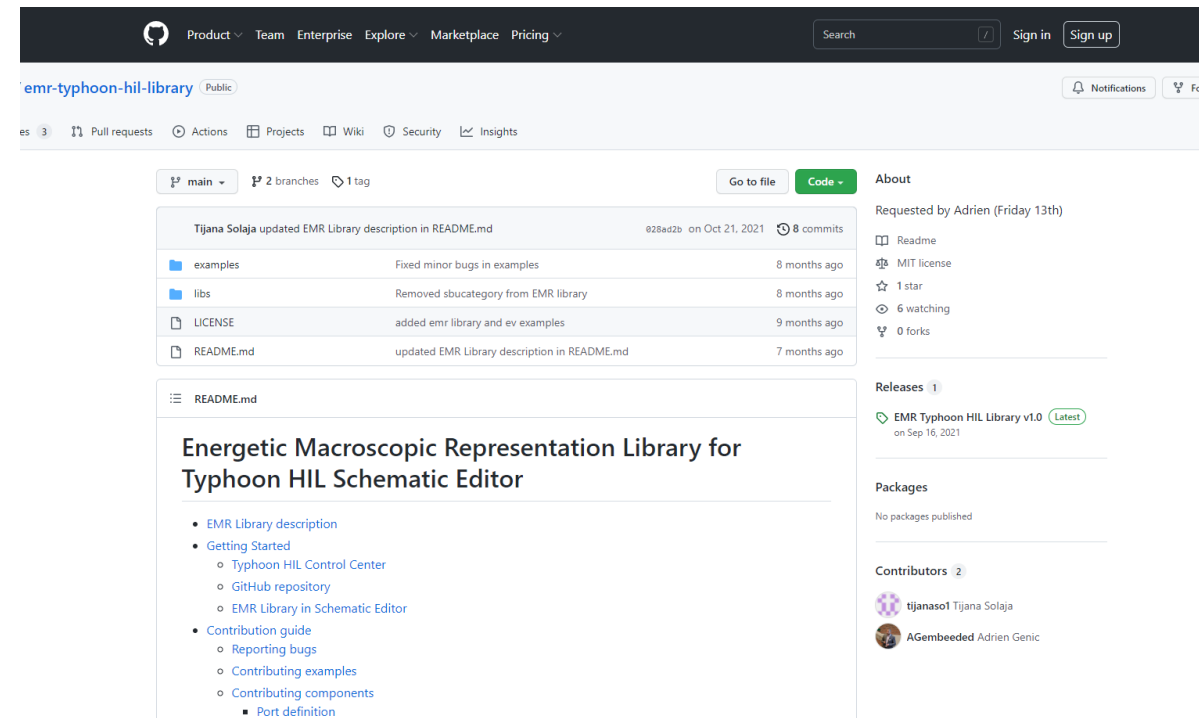 Product Team Enterprise Explore Marketplace Pricing Search / Sign in Sign up
emr-typhoon-hil-library Public Notifications
3 Pull requests Actions Projects Wiki Security Insights
main 2 branches 1 tag Go to file Code
Tijana Solaja updated EMR Library description in README.md 028ad2b on Oct 21, 2021 8 commits
examples Fixed minor bugs in examples 8 months ago
libs Removed sbucategory from EMR library 8 months ago
LICENSE added emr library and ev examples 9 months ago
README.md updated EMR Library description in README.md 7 months ago
README.md
Energetic Macroscopic Representation Library for
Typhoon HIL Schematic Editor
EMR Library description
Getting Started
Typhoon HIL Control Center
GitHub repository
EMR Library in Schematic Editor
Contribution guide
Reporting bugs
Contributing examples
Contributing components
Port definition
About
Requested by Adrien (Friday 13th)
Readme
MIT license
1 star
6 watching
0 forks
Releases 1
EMR Typhoon HIL Library v1.0 Latest
on Sep 16, 2021
Packages
No packages published
Contributors 2
tijanaso1 Tijana Solaja
AGembeeded Adrien Genic